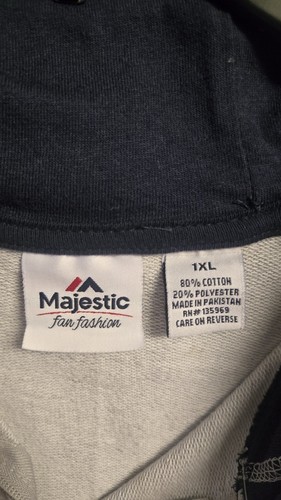 Majestic
fan fashion
1XL
80% COTTON
20% POLYESTER
MADE IN PAKISTAN
RN# 135969
CARE ON REVERSE